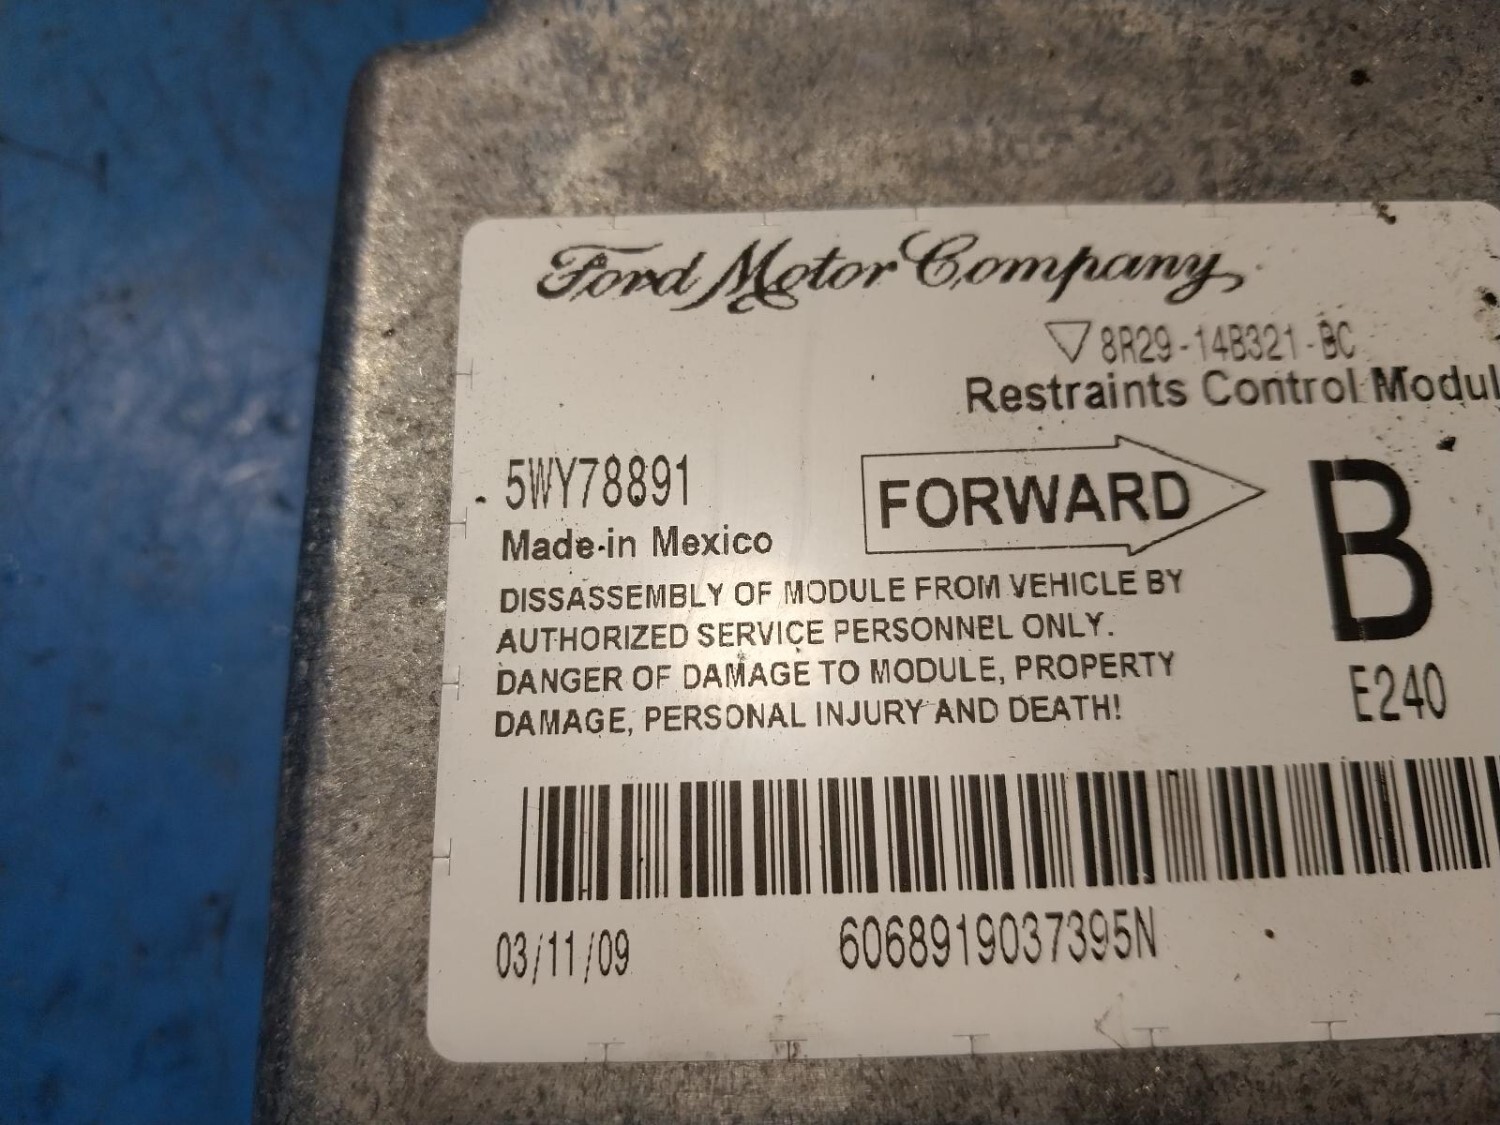 Ford Motor Company
8R29-14B321-BC
Restraints Control Modul
5WY78891
FORWARD
B
Made in Mexico
DISSASSEMBLY OF MODULE FROM VEHICLE BY
AUTHORIZED SERVICE PERSONNEL ONLY.
DANGER OF DAMAGE TO MODULE, PROPERTY
DAMAGE, PERSONAL INJURY AND DEATH!
E240
03/11/09
6068919037395N